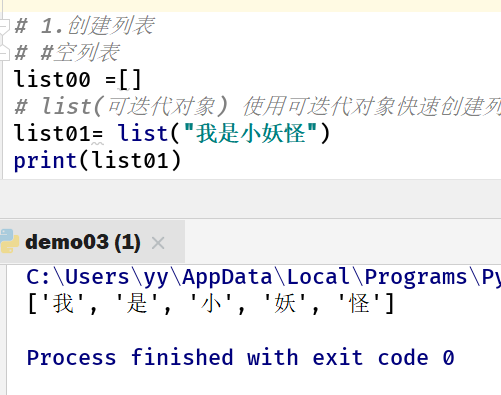 # 1.创建列表
# #空列表
list00 =[]
# list(可迭代对象) 使用可迭代对象快速创建列
list01= list("我是小妖怪")
print(list01)
demo03 (1)
C:\Users\yy\AppData\Local\Programs\Py
['我', '是', '小', '妖', '怪']
Process finished with exit code 0